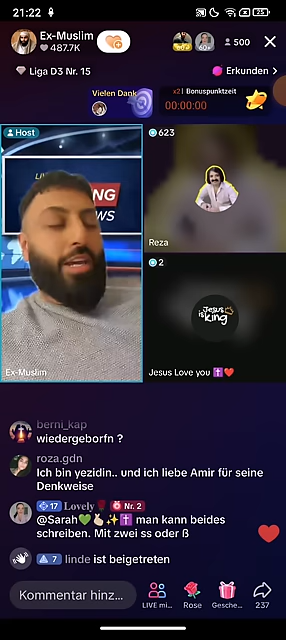 21:22
25
Ex-Muslim
487.7K
60+
500
Liga D3 Nr. 15
Erkunden >
Vielen Dank
x2 | Bonuspunktzeit
00:00:00
Host
623
NG
WS
Reza
2
Jesus is King
Ex-Muslim
Jesus Love you ✝️❤️
berni_kap
wiedergeborfn ?
roza.gdn
Ich bin yezidin.. und ich liebe Amir für seine
Denkweise
17 Lovely🌹 Nr. 2
@Sarah💚🫰🏻✨✝️ man kann beides
schreiben. Mit zwei ss oder ß
7 linde ist beigetreten
Kommentar hinz...
LIVE mi...
Rose
Gesche...
237